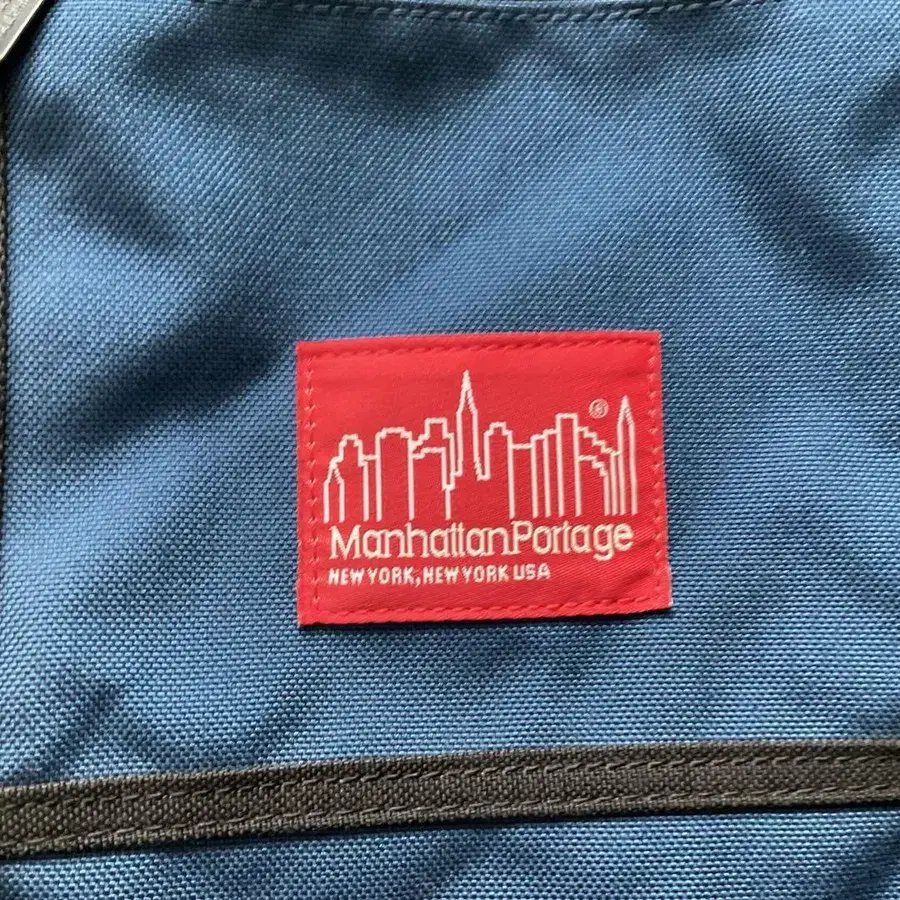 ®
ManhattanPortage
NEW YORK, NEW YORK USA